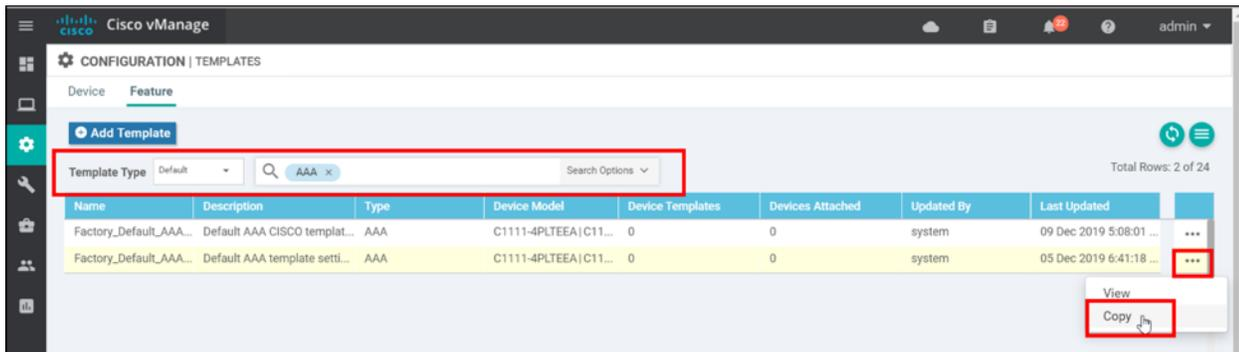 cisco Cisco vManage 22 admin
CONFIGURATION | TEMPLATES
Device Feature
Add Template
Template Type Default AAA × Search Options Total Rows: 2 of 24
Name Description Type Device Model Device Templates Devices Attached Updated By Last Updated
Factory_Default_AAA... Default AAA CISCO templat... AAA C1111-4PLTEEA|C11... 0 0 system 09 Dec 2019 5:08:01 ... •••
Factory_Default_AAA... Default AAA template setti... AAA C1111-4PLTEEA|C11... 0 0 system 05 Dec 2019 6:41:18 ... •••
View
Copy